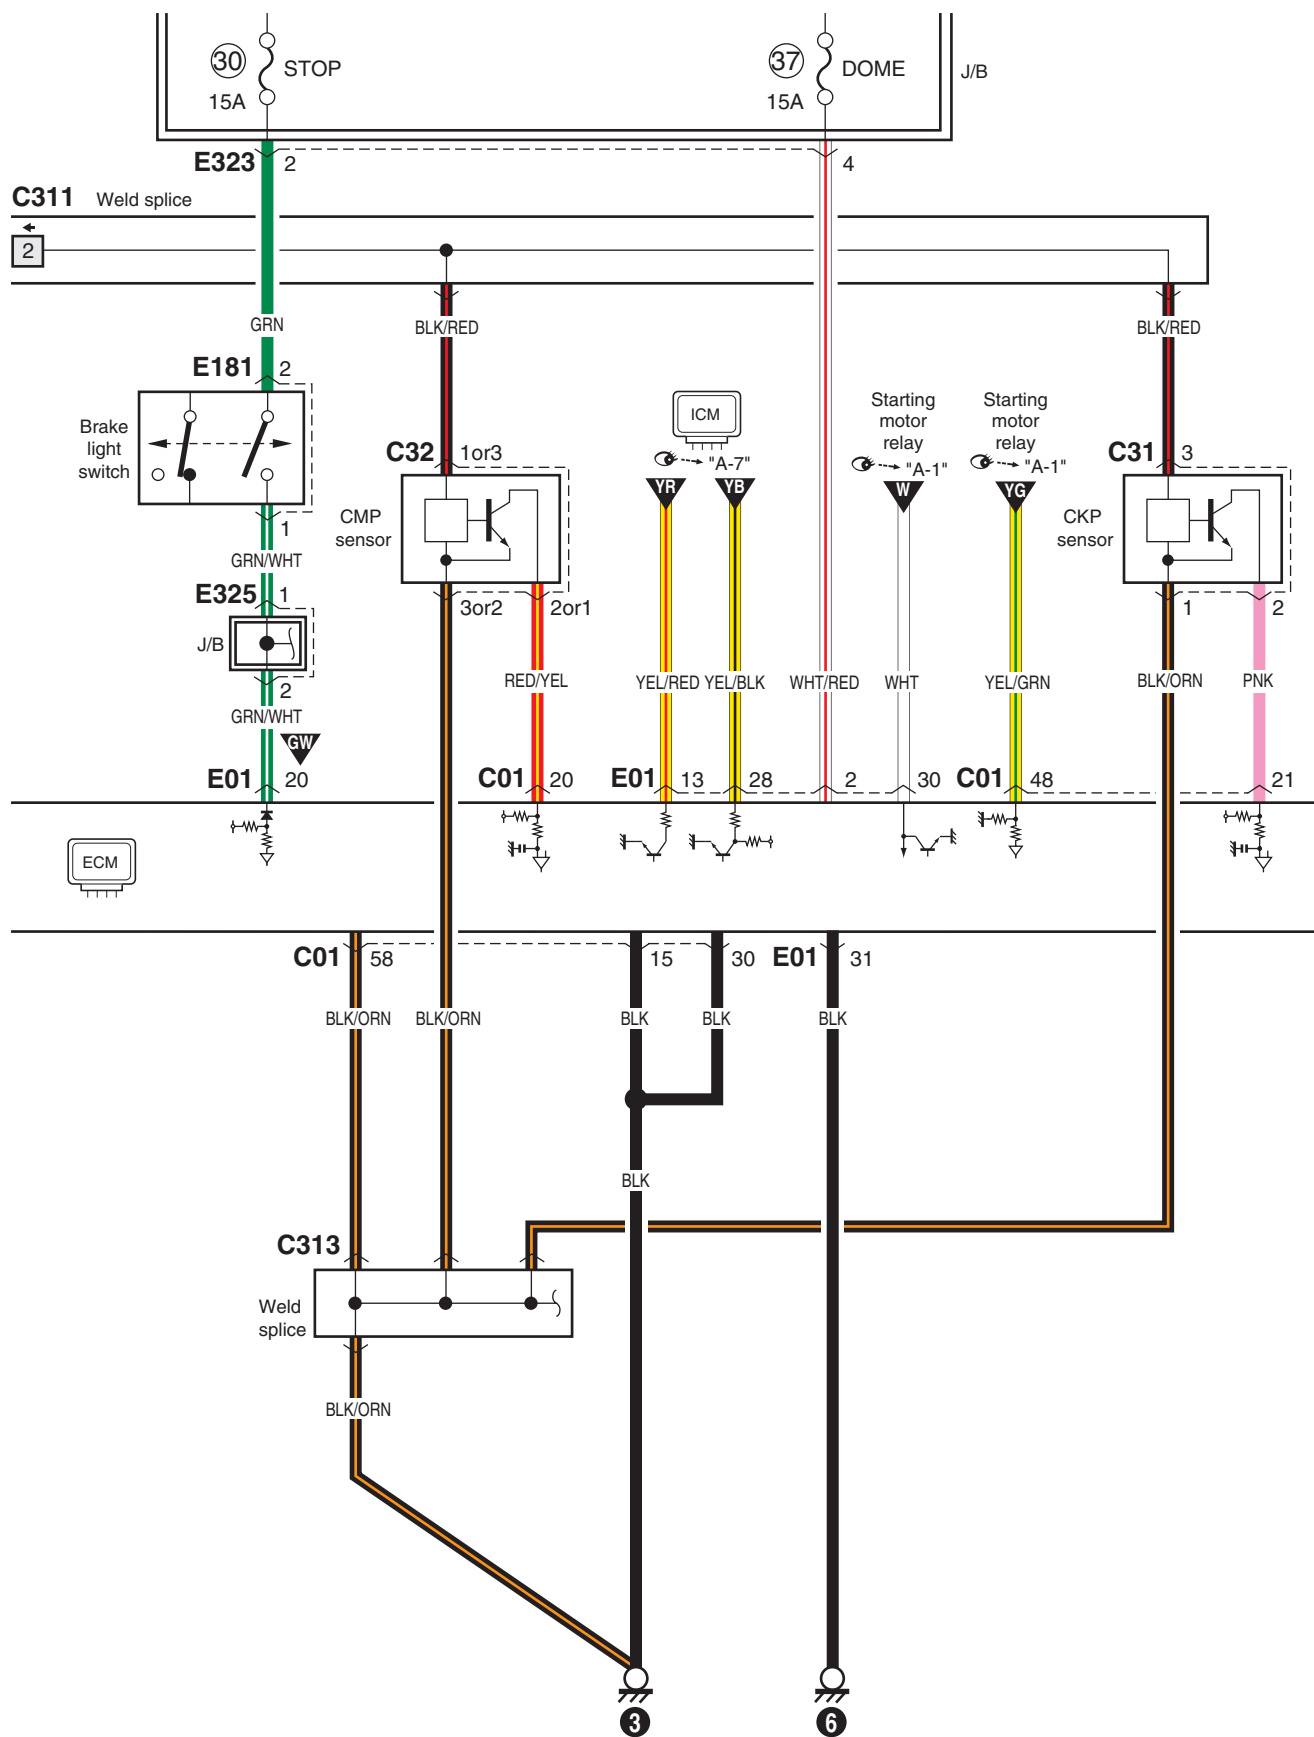 30 STOP 37 DOME J/B
15A 15A
E323 2 4
C311 Weld splice
2
GRN BLK/RED BLK/RED
E181 2
Brake
light
switch
1
C32 1or3
ICM
"A-7"
YR YB
Starting
motor
relay
"A-1"
W
Starting
motor
relay
"A-1"
YG
C31 3
CMP
sensor
CKP
sensor
GRN/WHT
E325 1
3or2 2or1 1 2
J/B
2
RED/YEL YEL/RED YEL/BLK WHT/RED WHT YEL/GRN BLK/ORN PNK
GRN/WHT
GW
E01 20 C01 20 E01 13 28 2 30 C01 48 21
ECM
C01 58 15 30 E01 31
BLK/ORN BLK/ORN BLK BLK BLK
BLK
C313
Weld
splice
BLK/ORN
3 6